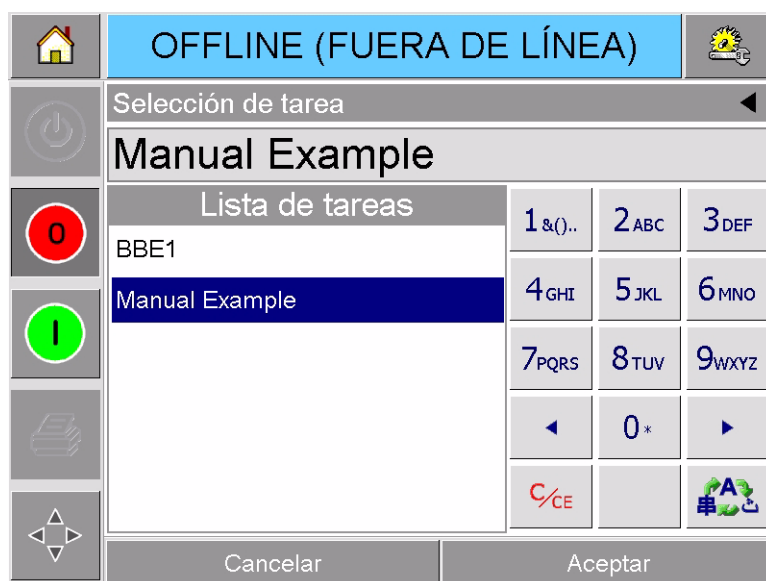 OFFLINE (FUERA DE LÍNEA)
Selección de tarea
Manual Example
Lista de tareas
BBE1
Manual Example
1 &()..
2 ABC
3 DEF
4 GHI
5 JKL
6 MNO
7 PQRS
8 TUV
9 WXYZ
0 *
C/CE
A
串
O
I
Cancelar
Aceptar